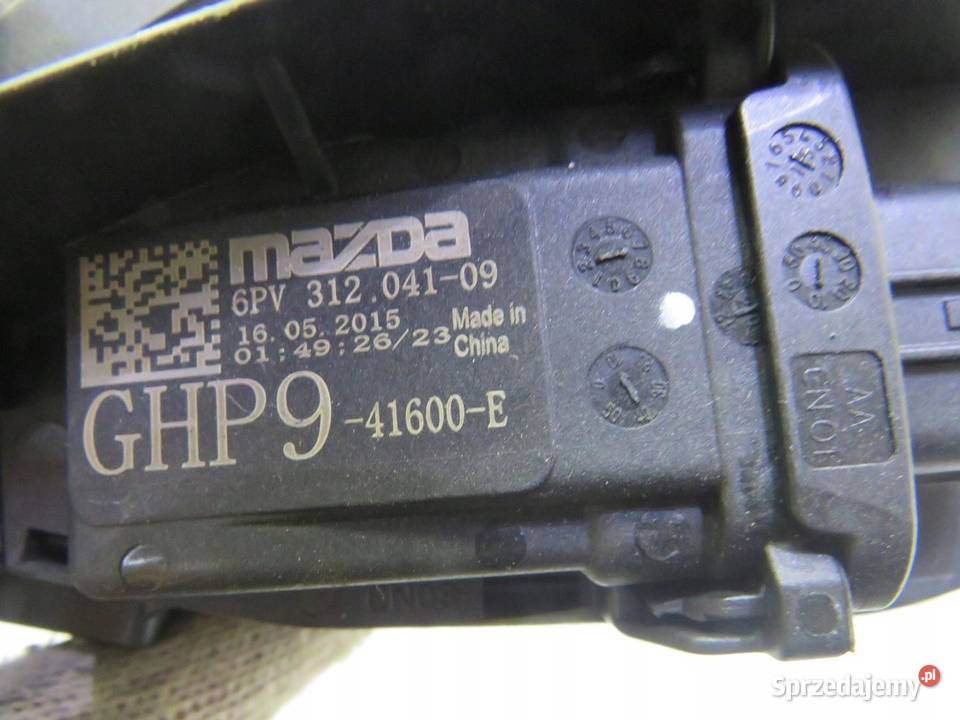 mazda
6PV 312.041-09
16.05.2015
01:49:26/23
Made in
China
GHP9 -41600-E
AA
Sprzedajemy.pl